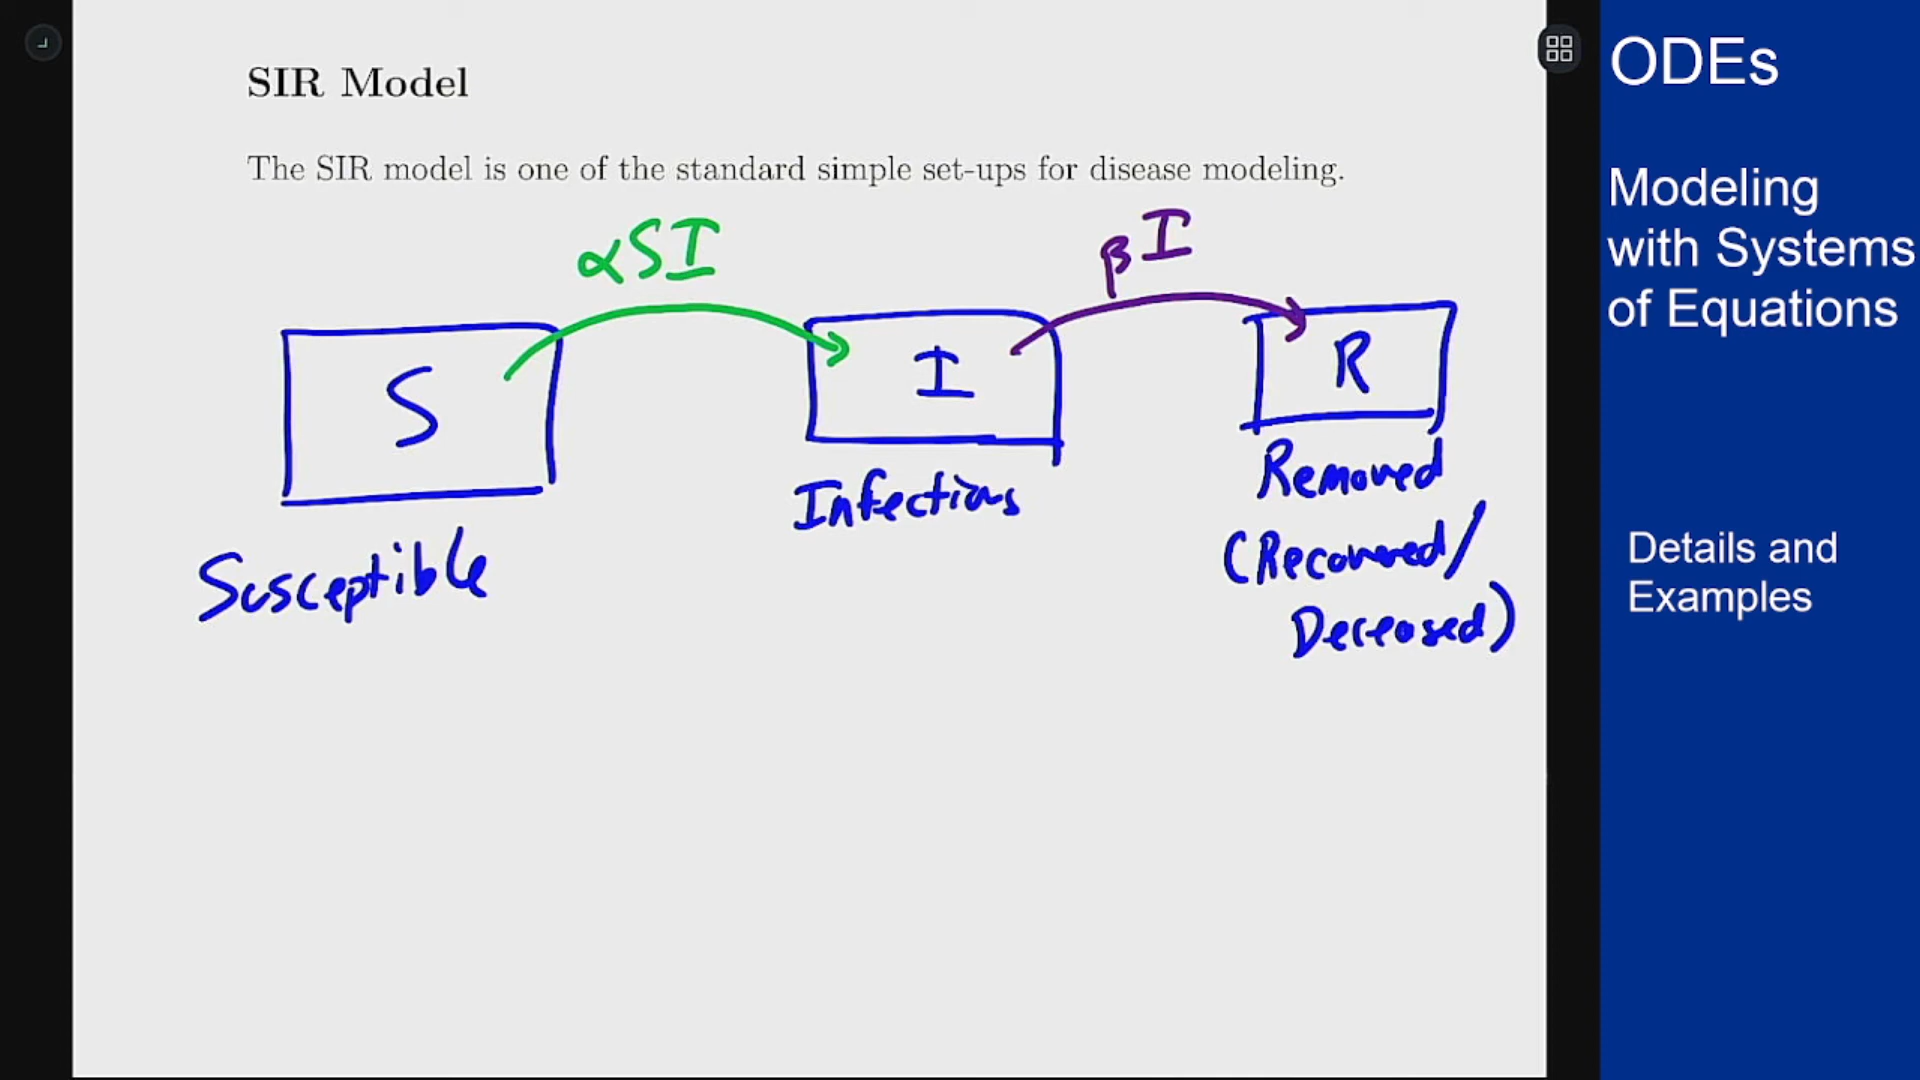 SIR Model
The SIR model is one of the standard simple set-ups for disease modeling.
αSI
βI
S
I
R
Susceptible
Infectious
Removed
(Recovered/
Deceased)
ODEs
Modeling
with Systems
of Equations
Details and
Examples